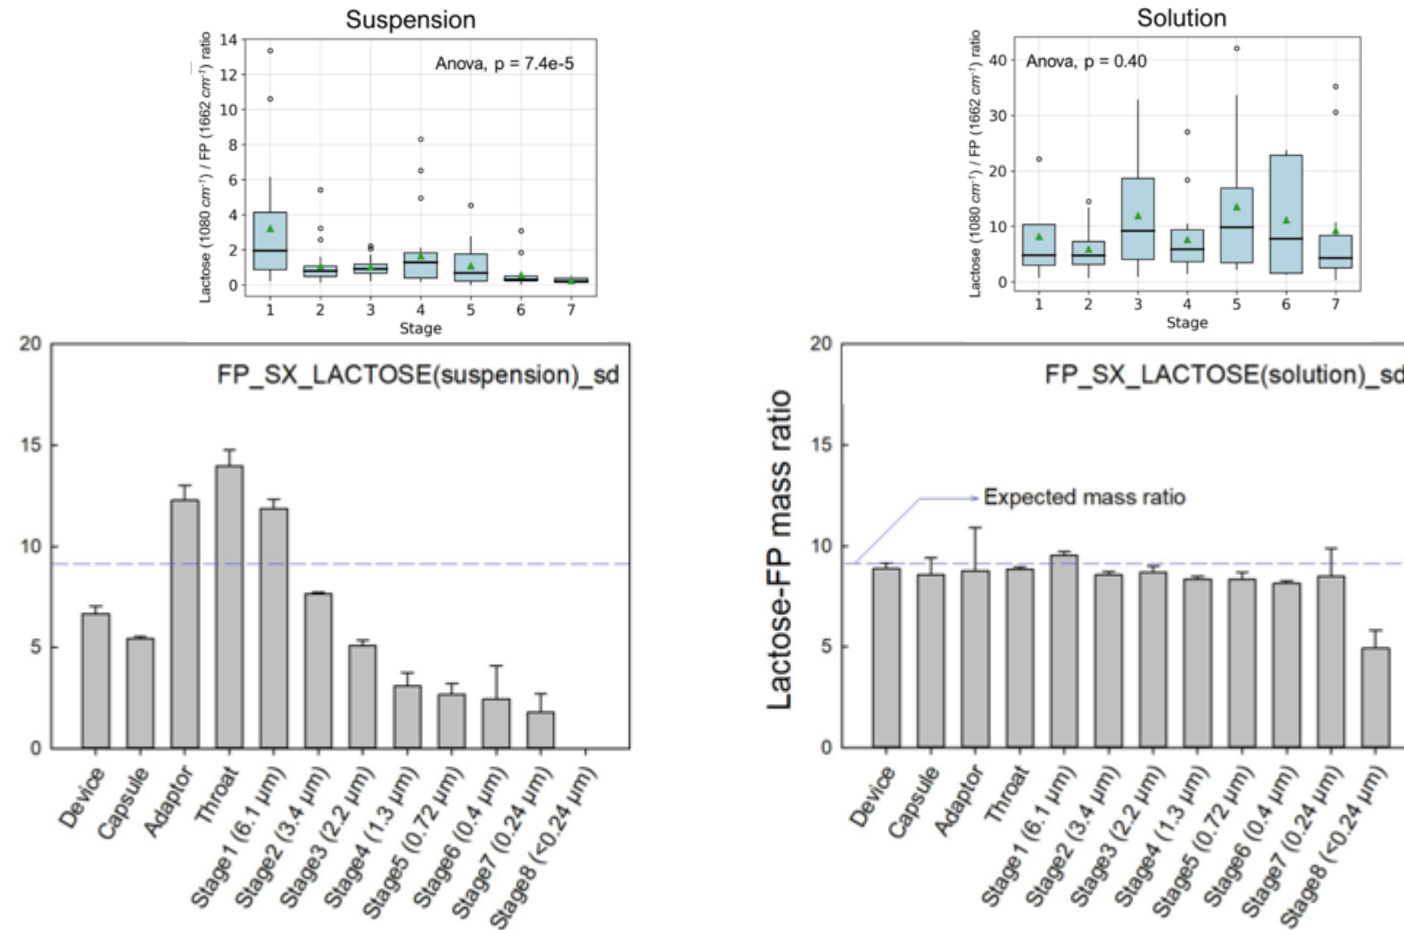 Suspension
Lactose (1080 cm⁻¹) / FP (1662 cm⁻¹) ratio
14
12
10
8
6
4
2
0
Anova, p = 7.4e-5
1 2 3 4 5 6 7
Stage
Solution
Lactose (1080 cm⁻¹) / FP (1662 cm⁻¹) ratio
40
30
20
10
0
Anova, p = 0.40
1 2 3 4 5 6 7
Stage
20
15
10
5
0
FP_SX_LACTOSE(suspension)_sd
Device
Capsule
Adaptor
Throat
Stage1 (6.1 µm)
Stage2 (3.4 µm)
Stage3 (2.2 µm)
Stage4 (1.3 µm)
Stage5 (0.72 µm)
Stage6 (0.4 µm)
Stage7 (0.24 µm)
Stage8 (<0.24 µm)
Lactose-FP mass ratio
20
15
10
5
0
FP_SX_LACTOSE(solution)_sd
Expected mass ratio
Device
Capsule
Adaptor
Throat
Stage1 (6.1 µm)
Stage2 (3.4 µm)
Stage3 (2.2 µm)
Stage4 (1.3 µm)
Stage5 (0.72 µm)
Stage6 (0.4 µm)
Stage7 (0.24 µm)
Stage8 (<0.24 µm)